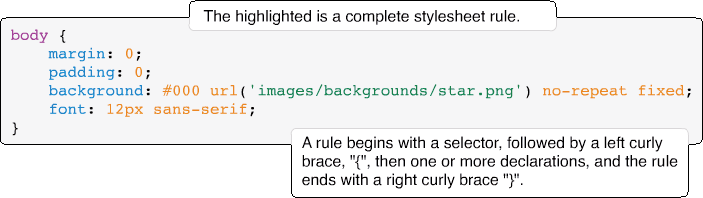 The highlighted is a complete stylesheet rule.
body {
    margin: 0;
    padding: 0;
    background: #000 url('images/backgrounds/star.png') no-repeat fixed;
    font: 12px sans-serif;
}
A rule begins with a selector, followed by a left curly
brace, "{", then one or more declarations, and the rule
ends with a right curly brace "}".